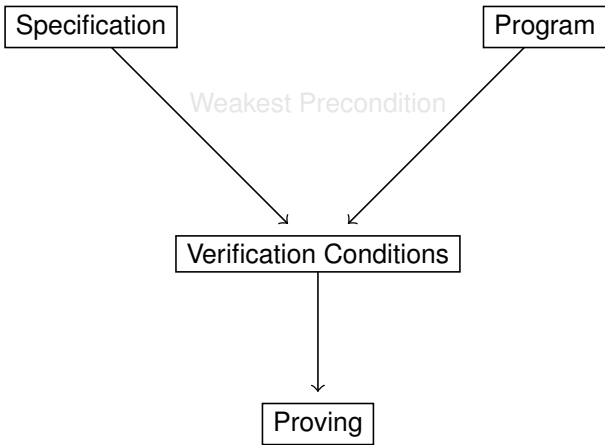 Specification
Program
Weakest Precondition
Verification Conditions
Proving